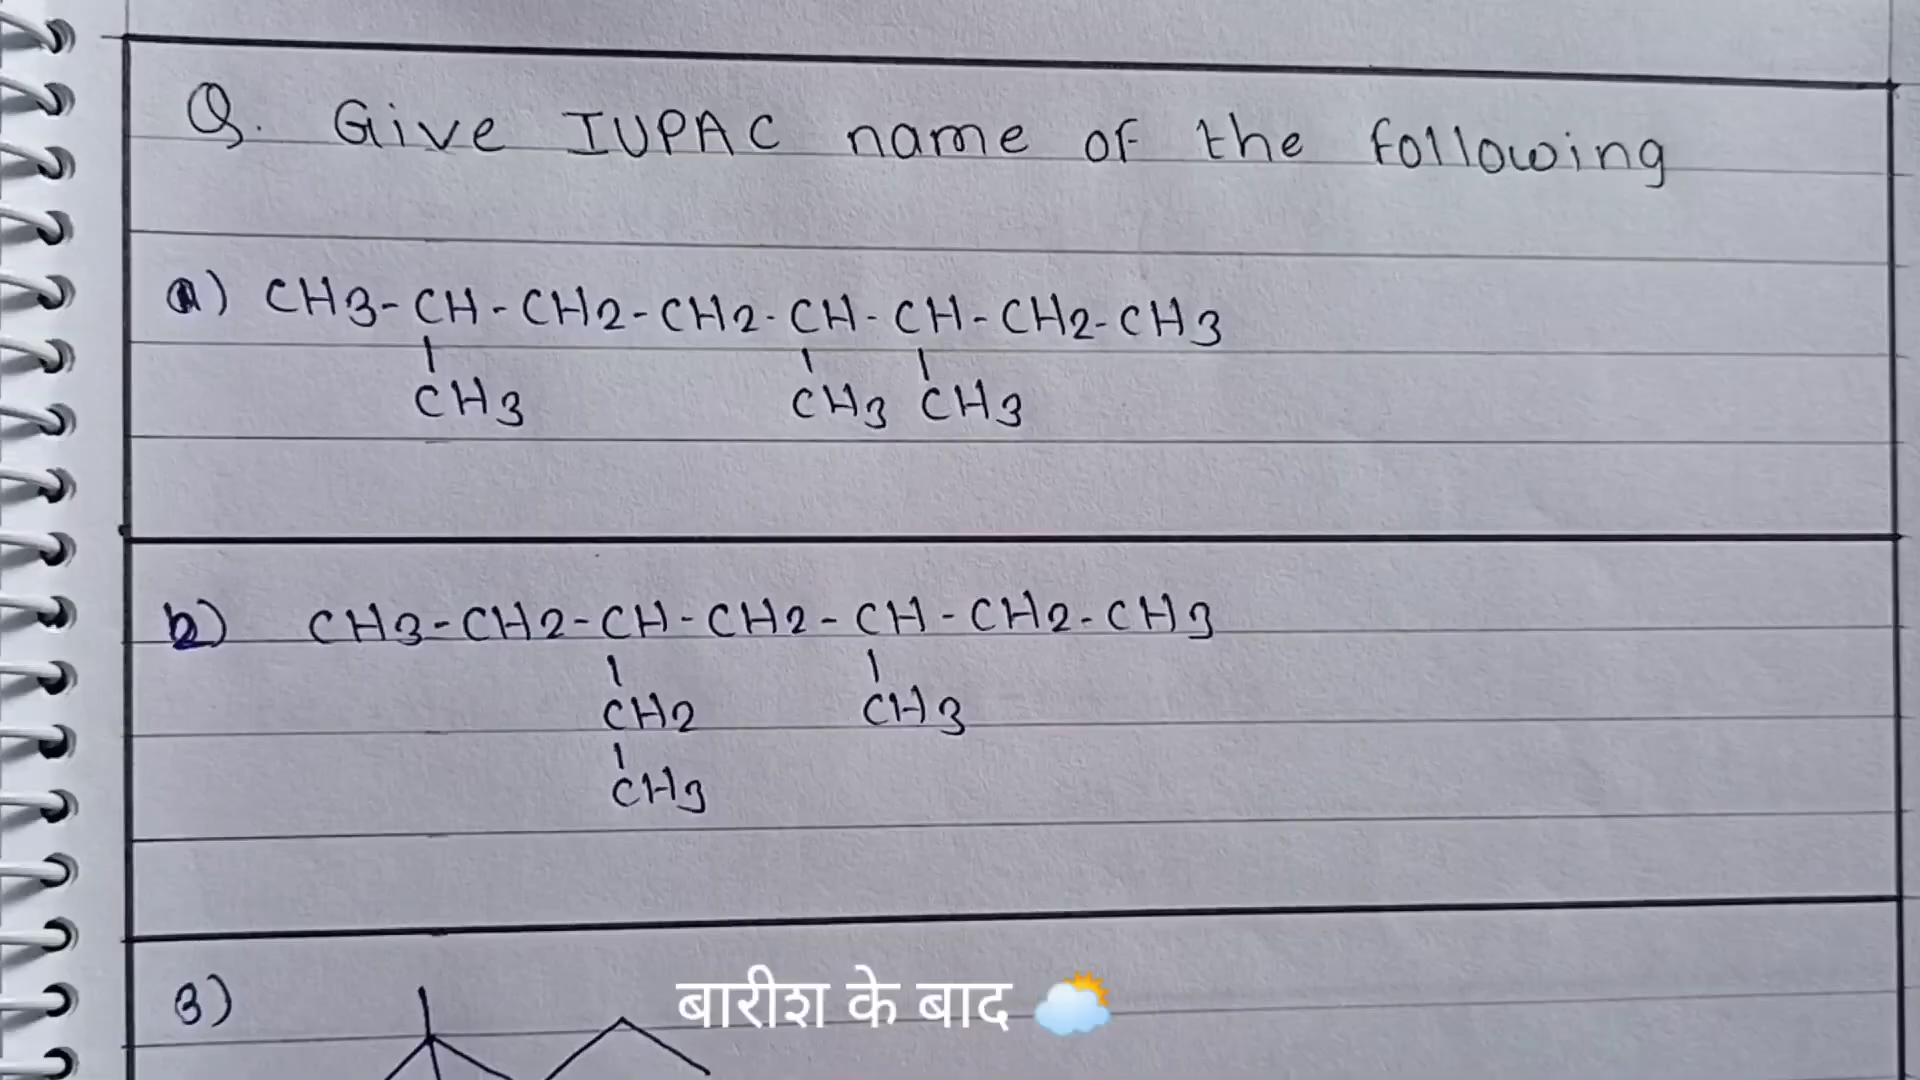 Q. Give IUPAC name of the following
a) CH3-CH-CH2-CH2-CH-CH-CH2-CH3
CH3 CH3 CH3
b) CH3-CH2-CH-CH2-CH-CH2-CH3
CH2 CH3
CH3
3)
बारीश के बाद 🌥️